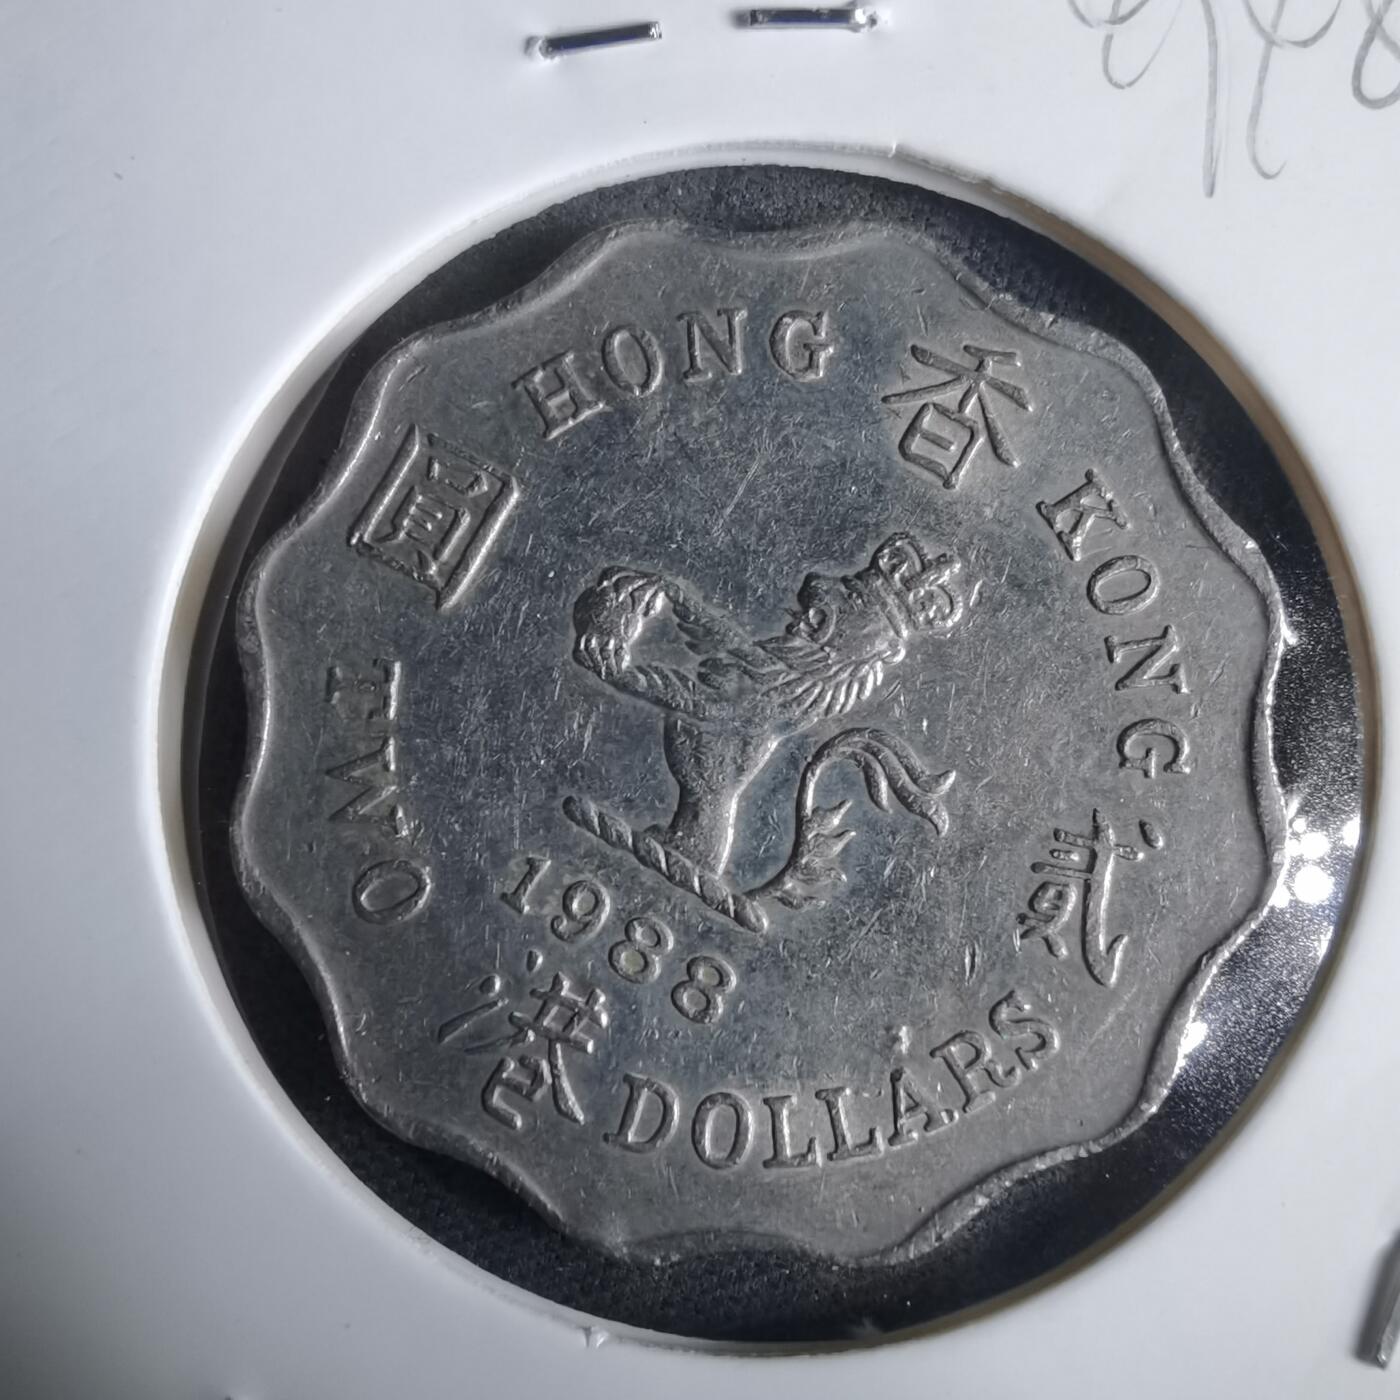 HONG KONG
香 港 貳 圓
1988
TWO DOLLARS